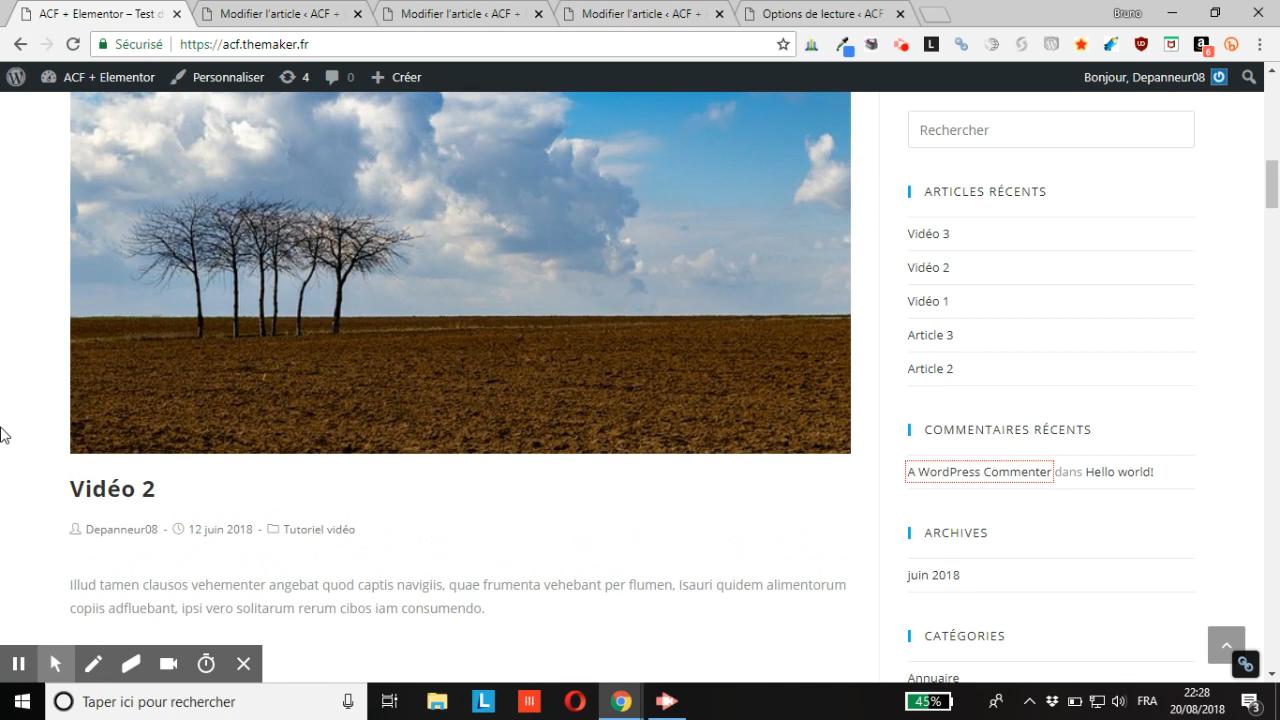 ACF + Elementor – Test d
Modifier l'article ‹ ACF +
Modifier l'article ‹ ACF +
Modifier l'article ‹ ACF +
Options de lecture ‹ ACF
Bruno
Sécurisé
https://acf.themaker.fr
L
6
ACF + Elementor
Personnaliser
4
0
Créer
Bonjour, Depanneur08
Rechercher
ARTICLES RÉCENTS
Vidéo 3
Vidéo 2
Vidéo 1
Article 3
Article 2
COMMENTAIRES RÉCENTS
A WordPress Commenter dans Hello world!
ARCHIVES
juin 2018
CATÉGORIES
Annuaire
Vidéo 2
Depanneur08 - 12 juin 2018 - Tutoriel vidéo
Illud tamen clausos vehementer angebat quod captis navigiis, quae frumenta vehebant per flumen, Isauri quidem alimentorum
copiis adfluebant, ipsi vero solitarum rerum cibos iam consumendo.
Taper ici pour rechercher
L
45%
FRA
22:28
20/08/2018
3